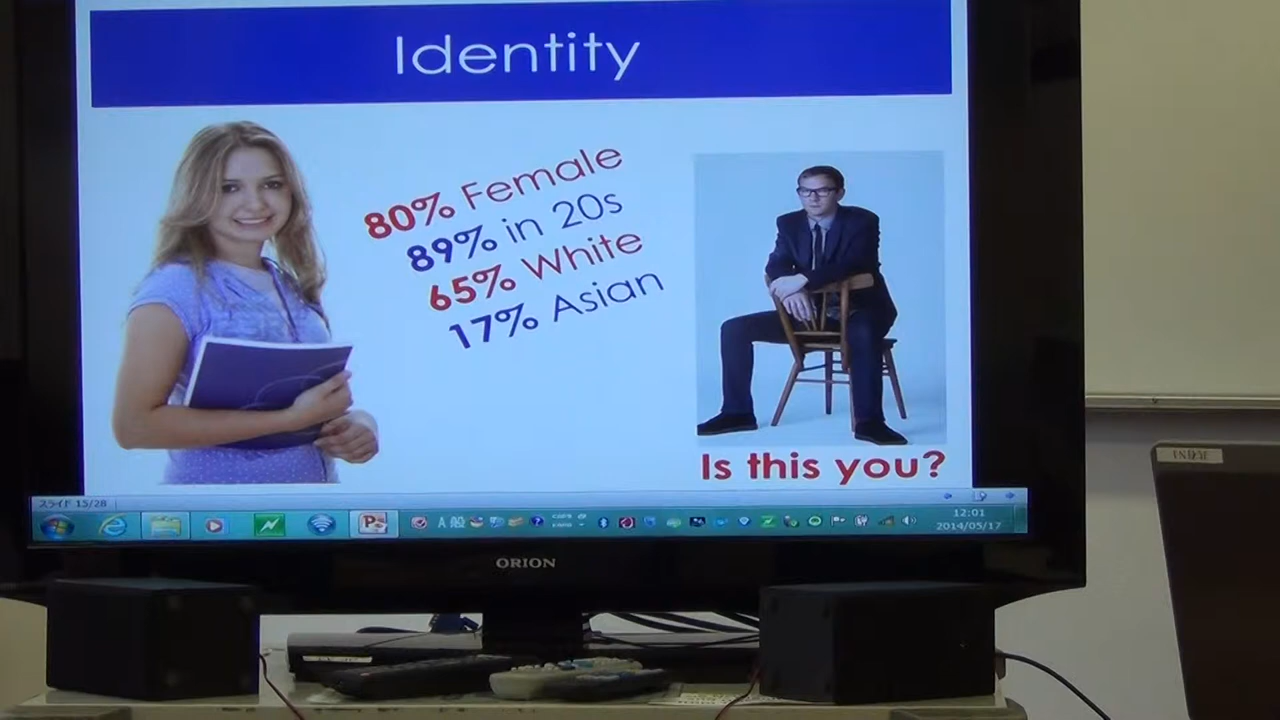 Identity
80% Female
89% in 20s
65% White
17% Asian
Is this you?
スライド 15/28
12:01
2014/05/17
ORION